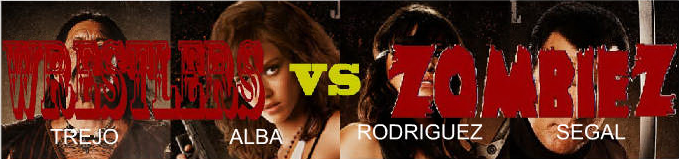 WRESTLERS vs ZOMBIEZ
TREJO ALBA RODRIGUEZ SEGAL